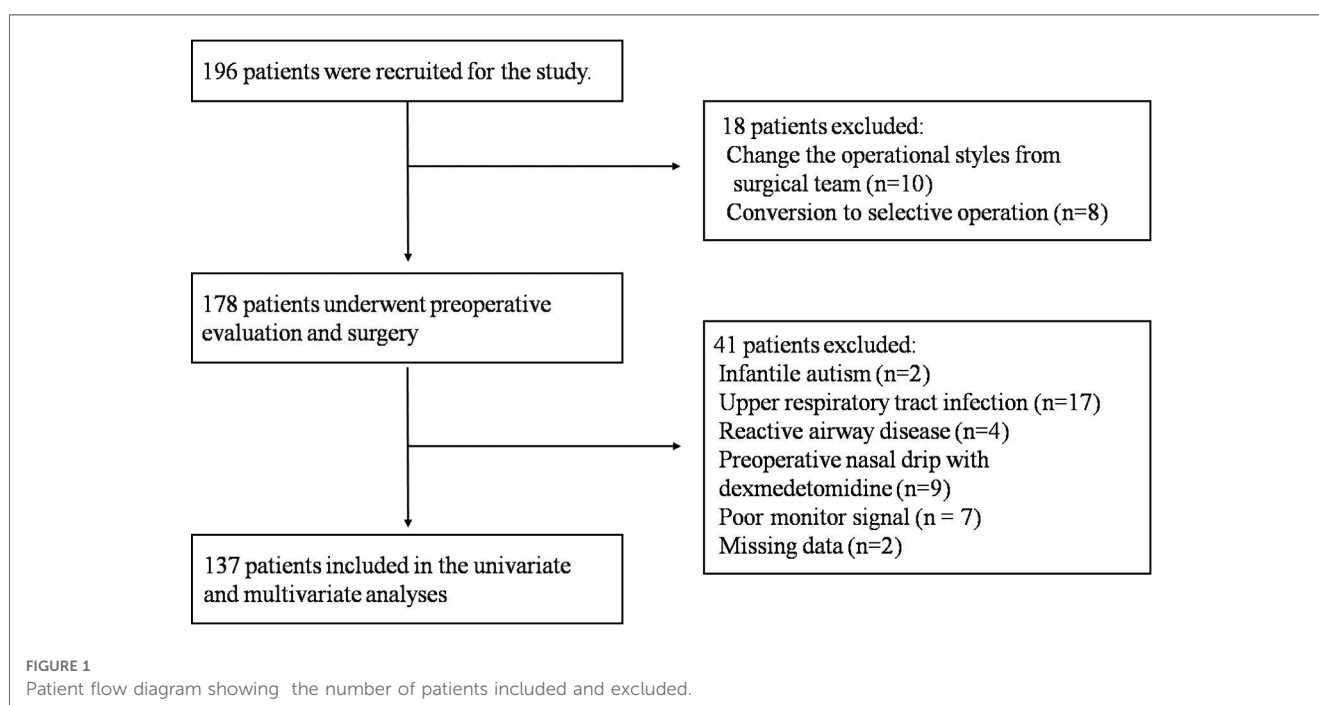 196 patients were recruited for the study.
18 patients excluded:
Change the operational styles from
surgical team (n=10)
Conversion to selective operation (n=8)
178 patients underwent preoperative
evaluation and surgery
41 patients excluded:
Infantile autism (n=2)
Upper respiratory tract infection (n=17)
Reactive airway disease (n=4)
Preoperative nasal drip with
dexmedetomidine (n=9)
Poor monitor signal (n = 7)
Missing data (n=2)
137 patients included in the univariate
and multivariate analyses
FIGURE 1
Patient flow diagram showing the number of patients included and excluded.